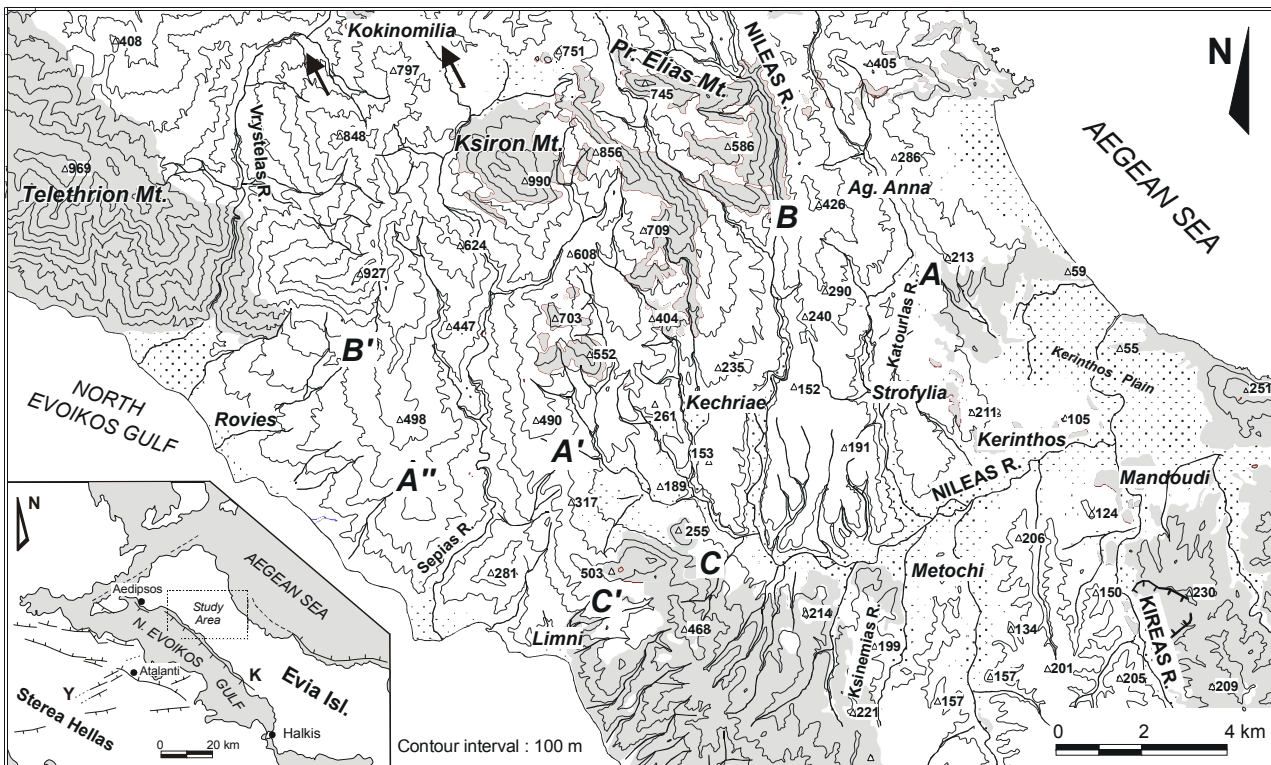 Kokinomilia
408
797
751
Pr. Elias Mt.
745
NILEAS R.
405
N
AEGEAN SEA
Vrystelas R.
848
Ksiron Mt.
856
586
286
969
Telethrion Mt.
990
Ag. Anna
426
B
624
709
608
213
A
59
927
290
447
703
404
240
Katourlas R.
B'
552
55
Kerinthos Plain
235
152
251
NORTH
EVOIKOS GULF
Rovies
498
490
261
Kechriae
Strofylia
211
105
Kerinthos
A'
153
191
A''
189
NILEAS R.
Mandoudi
317
124
255
206
Sepias R.
281
503
C
Metochi
C'
214
150
230
Limni
468
134
KIREAS R.
Ksinemias R.
199
201
205
157
157
209
221
N
AEGEAN SEA
Aedipsos
Study
Area
N. EVOIKOS
GULF
Atalanti
K
Evia Isl.
Y
Sterea Hellas
Halkis
0 20 km
Contour interval : 100 m
0 2 4 km